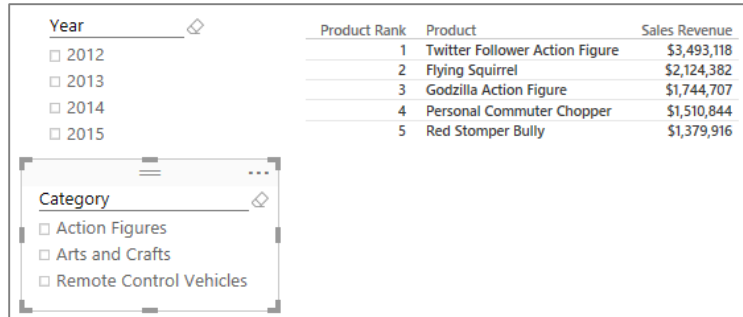 Year
2012
2013
2014
2015
Category
Action Figures
Arts and Crafts
Remote Control Vehicles
Product Rank Product Sales Revenue
1 Twitter Follower Action Figure $3,493,118
2 Flying Squirrel $2,124,382
3 Godzilla Action Figure $1,744,707
4 Personal Commuter Chopper $1,510,844
5 Red Stomper Bully $1,379,916